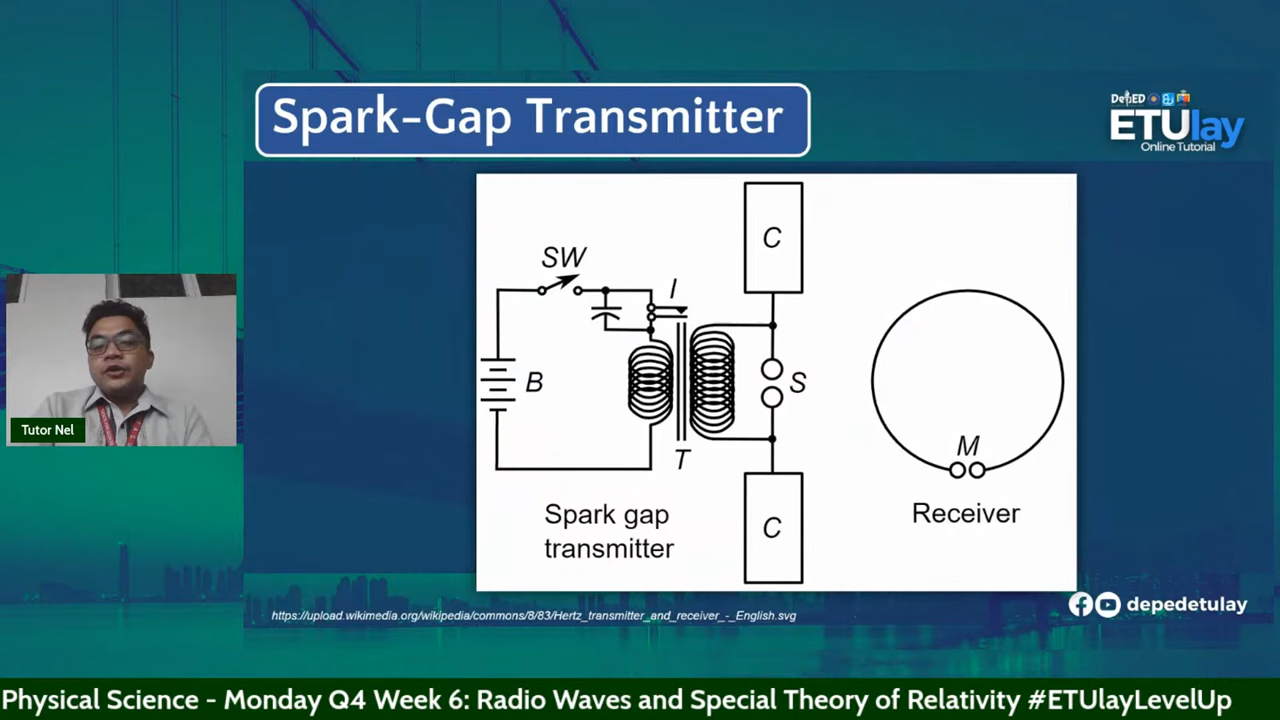 Spark-Gap Transmitter
DepED
ETUlay
Online Tutorial
SW
I
C
B
S
T
C
M
Spark gap
transmitter
Receiver
Tutor Nel
https://upload.wikimedia.org/wikipedia/commons/8/83/Hertz_transmitter_and_receiver_-_English.svg
depedetulay
Physical Science - Monday Q4 Week 6: Radio Waves and Special Theory of Relativity #ETUlayLevelUp